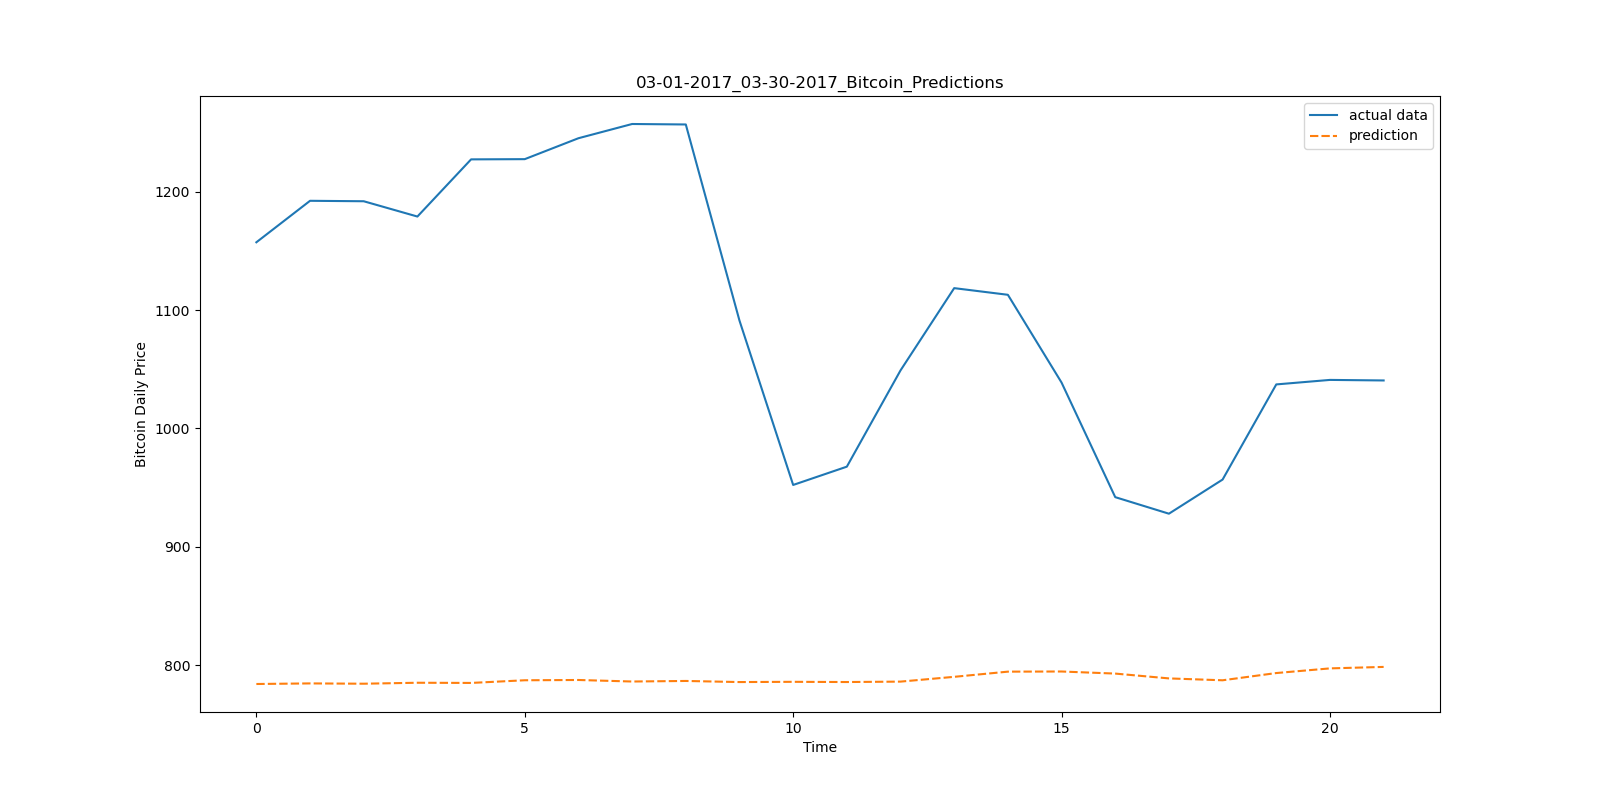 03-01-2017_03-30-2017_Bitcoin_Predictions
actual data
prediction
Bitcoin Daily Price
1200
1100
1000
900
800
0 5 10 15 20
Time